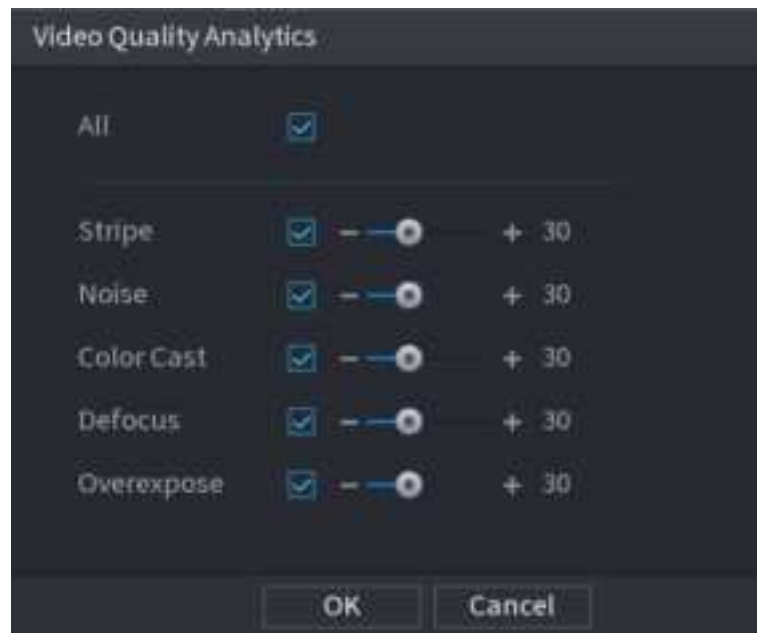 Video Quality Analytics
All
Stripe - + 30
Noise - + 30
Color Cast - + 30
Defocus - + 30
Overexpose - + 30
OK Cancel